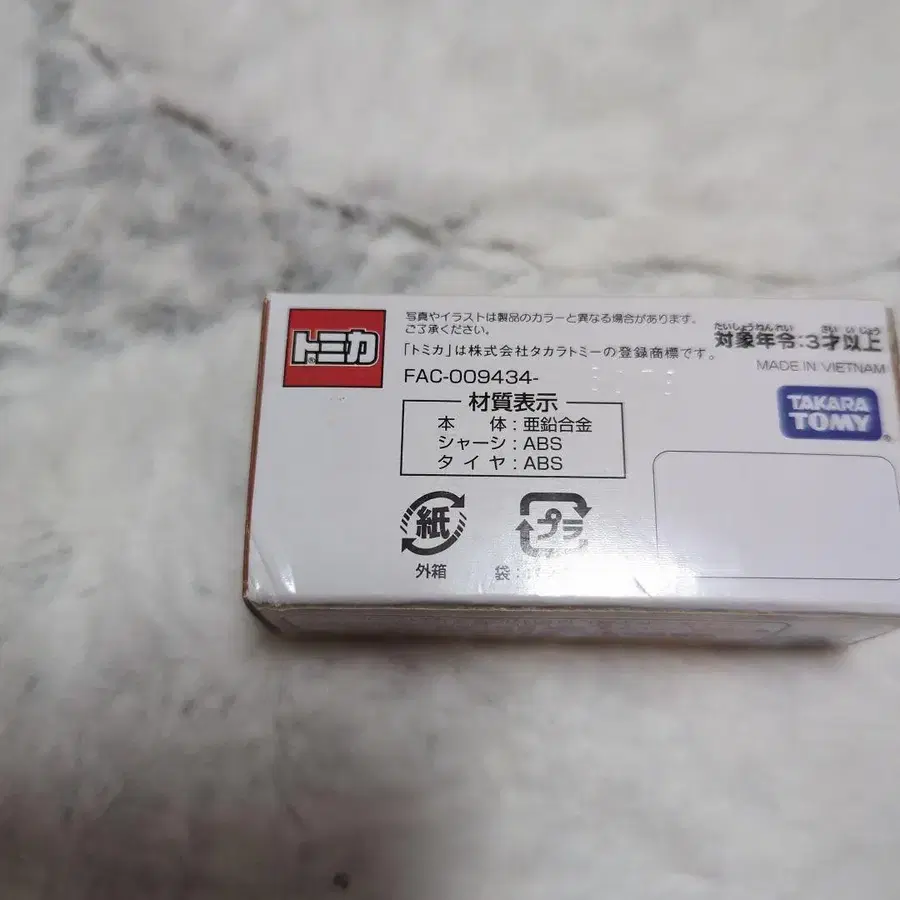 トミカ
写真やイラストは製品のカラーと異なる場合があります。
ご了承ください。
「トミカ」は株式会社タカラトミーの登録商標です。
FAC-009434-
材質表示
本 体：亜鉛合金
シャーシ：ABS
タイヤ：ABS
紙
外箱
プラ
袋：
たいしょうねんれい さい いじょう
対象年令：3才以上
MADE IN VIETNAM
TAKARA
TOMY